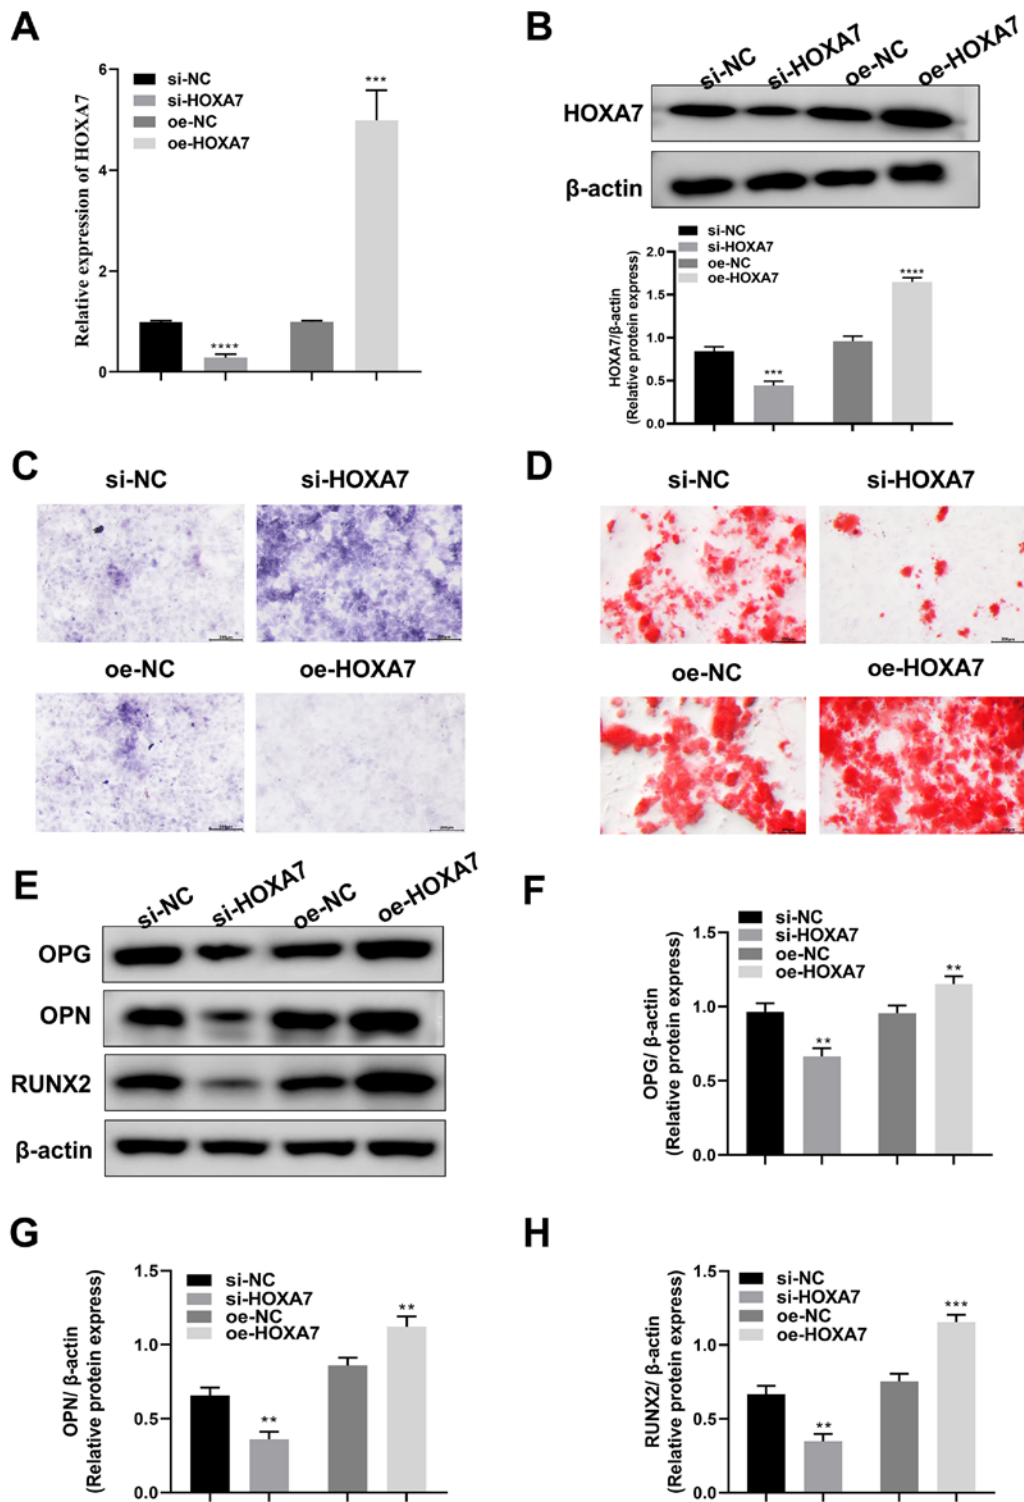 A
Relative expression of HOXA7
6
4
2
0
si-NC
si-HOXA7
oe-NC
oe-HOXA7
****
***
B
si-NC
si-HOXA7
oe-NC
oe-HOXA7
HOXA7
β-actin
HOXA7/β-actin
(Relative protein express)
2.0
1.5
1.0
0.5
0.0
si-NC
si-HOXA7
oe-NC
oe-HOXA7
***
****
C
si-NC
si-HOXA7
oe-NC
oe-HOXA7
D
si-NC
si-HOXA7
oe-NC
oe-HOXA7
E
si-NC
si-HOXA7
oe-NC
oe-HOXA7
OPG
OPN
RUNX2
β-actin
F
OPG/ β-actin
(Relative protein express)
1.5
1.0
0.5
0.0
si-NC
si-HOXA7
oe-NC
oe-HOXA7
**
**
G
OPN/ β-actin
(Relative protein express)
1.5
1.0
0.5
0.0
si-NC
si-HOXA7
oe-NC
oe-HOXA7
**
**
H
RUNX2/ β-actin
(Relative protein express)
1.5
1.0
0.5
0.0
si-NC
si-HOXA7
oe-NC
oe-HOXA7
**
***